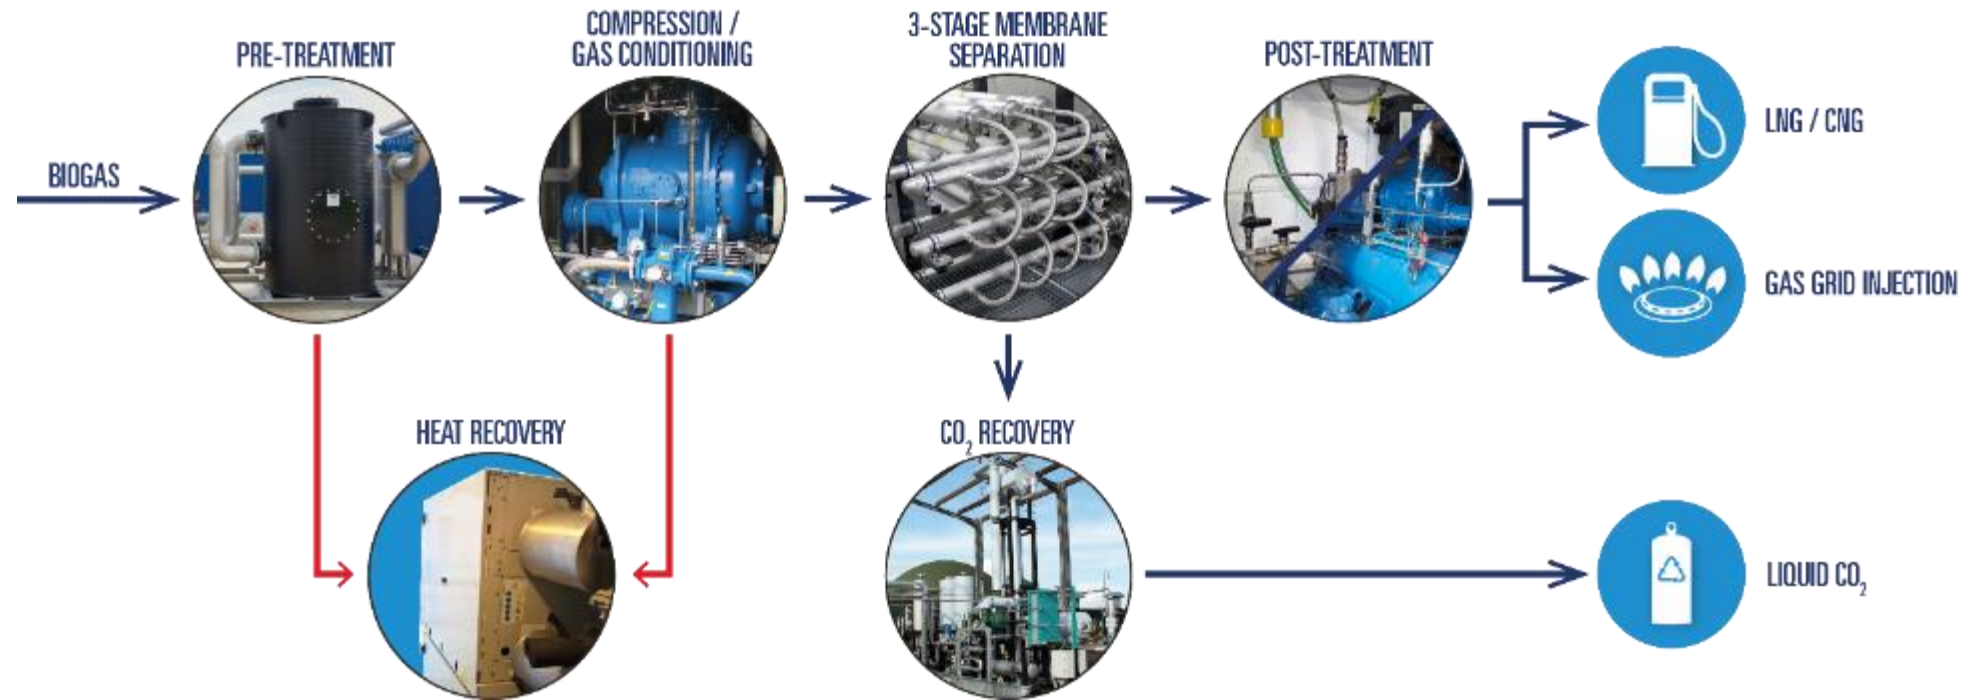 COMPRESSION /
GAS CONDITIONING
3-STAGE MEMBRANE
SEPARATION
PRE-TREATMENT
POST-TREATMENT
BIOGAS
LNG / CNG
GAS GRID INJECTION
HEAT RECOVERY
CO₂ RECOVERY
LIQUID CO₂